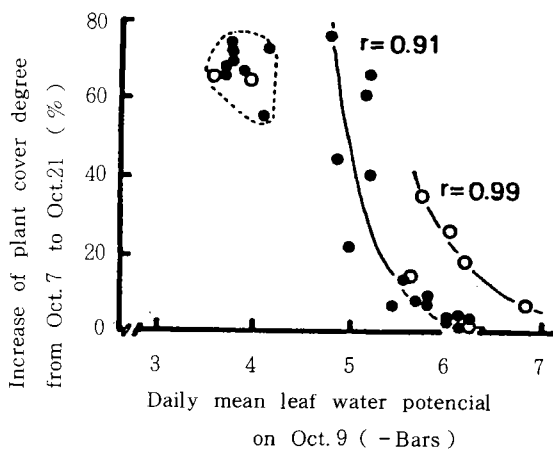 Increase of plant cover degree
from Oct.7 to Oct.21 (%)
80
60
40
20
0
r=0.91
r=0.99
3 4 5 6 7
Daily mean leaf water potencial
on Oct.9 (-Bars)